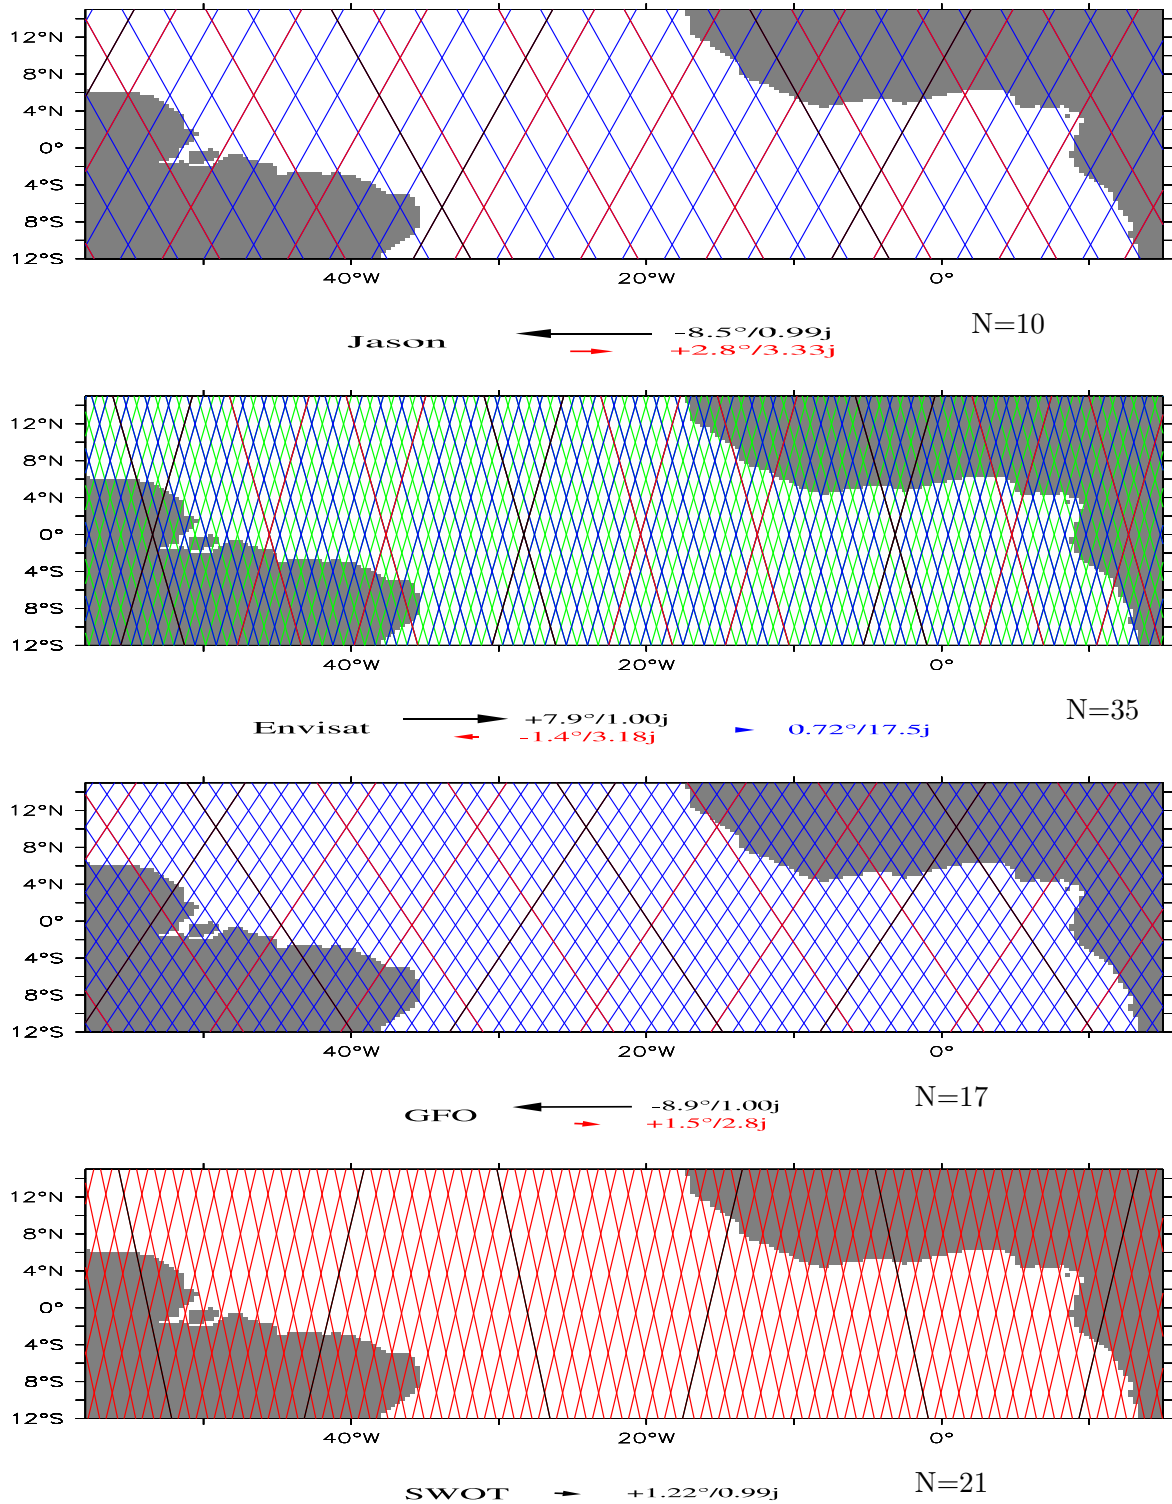 12°N
8°N
4°N
0°
4°S
8°S
12°S
40°W 20°W 0°
N=10
Jason
-8.5°/0.99j
+2.8°/3.33j
12°N
8°N
4°N
0°
4°S
8°S
12°S
40°W 20°W 0°
N=35
Envisat
+7.9°/1.00j
-1.4°/3.18j
0.72°/17.5j
12°N
8°N
4°N
0°
4°S
8°S
12°S
40°W 20°W 0°
N=17
GFO
-8.9°/1.00j
+1.5°/2.8j
12°N
8°N
4°N
0°
4°S
8°S
12°S
40°W 20°W 0°
N=21
SWOT
+1.22°/0.99j